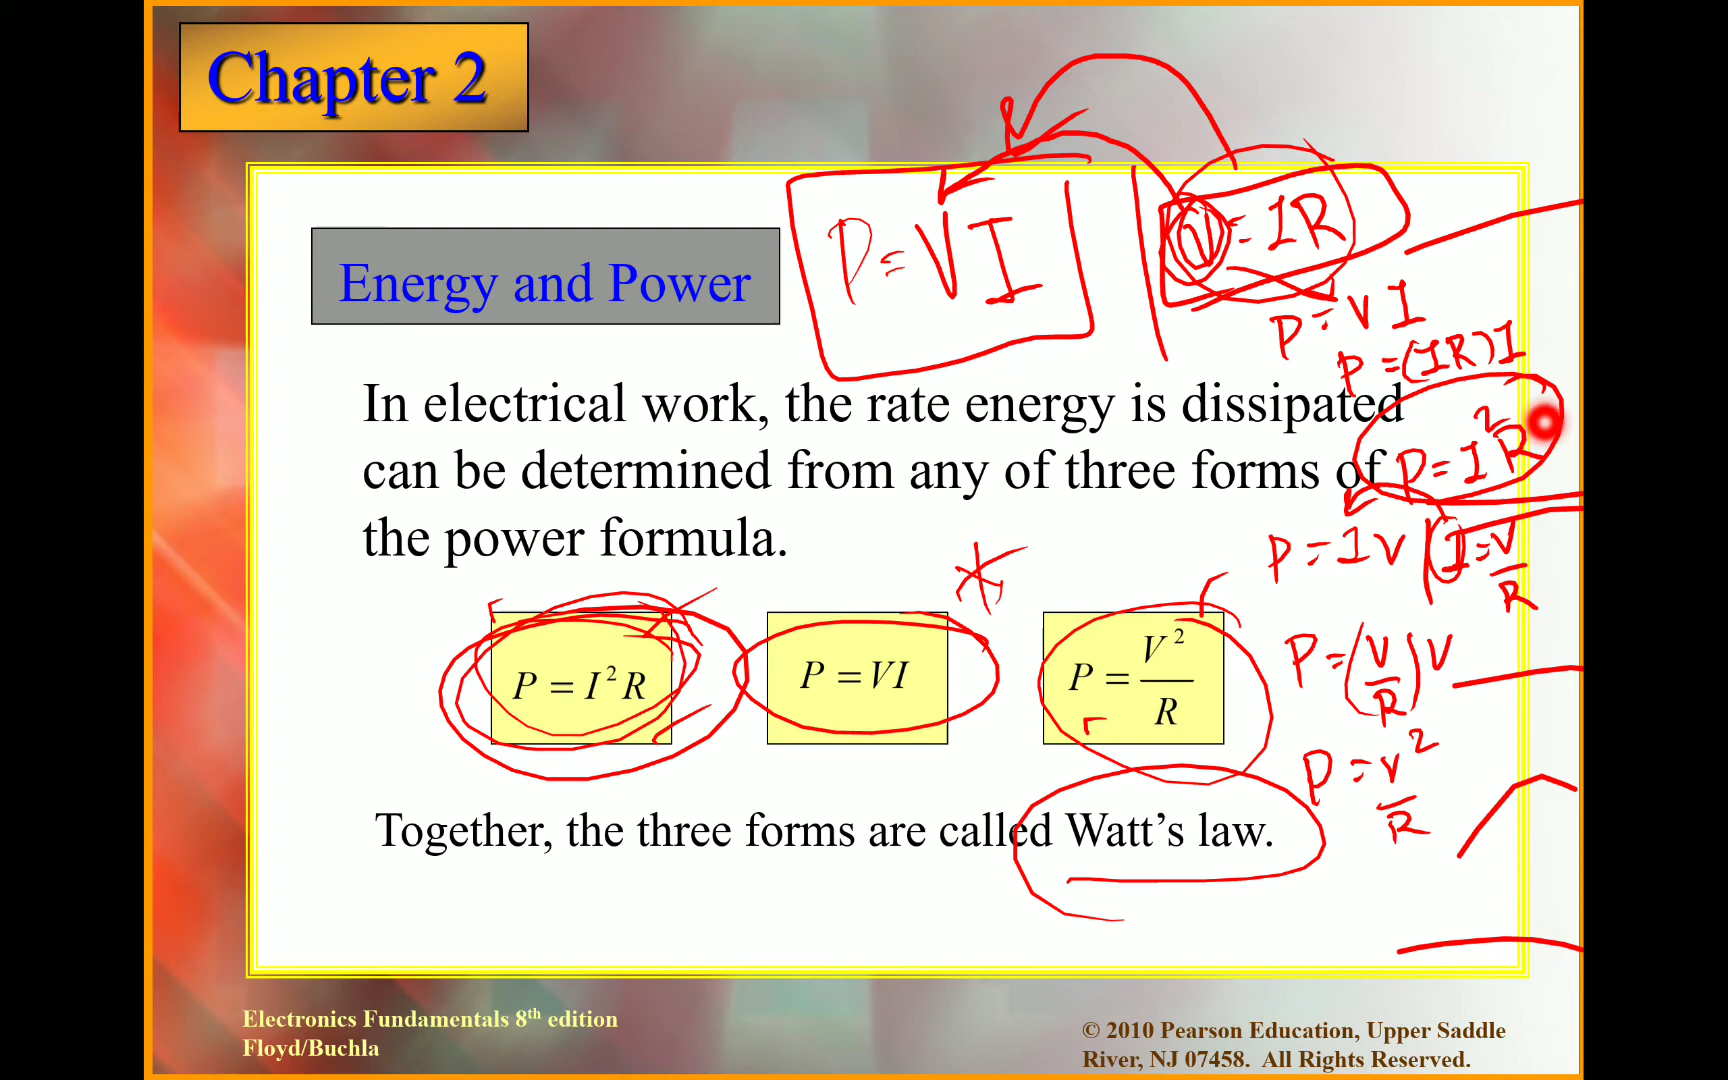 Chapter 2
P = VI
V = IR
Energy and Power
P = VI
P = (IR)I
In electrical work, the rate energy is dissipated
can be determined from any of three forms of
the power formula.
P = I²R
P = IV | I = V/R
P = I²R
P = VI
P = V²/R
P = (V/R)V
P = V²/R
Together, the three forms are called Watt's law.
Electronics Fundamentals 8th edition
Floyd/Buchla
© 2010 Pearson Education, Upper Saddle
River, NJ 07458. All Rights Reserved.